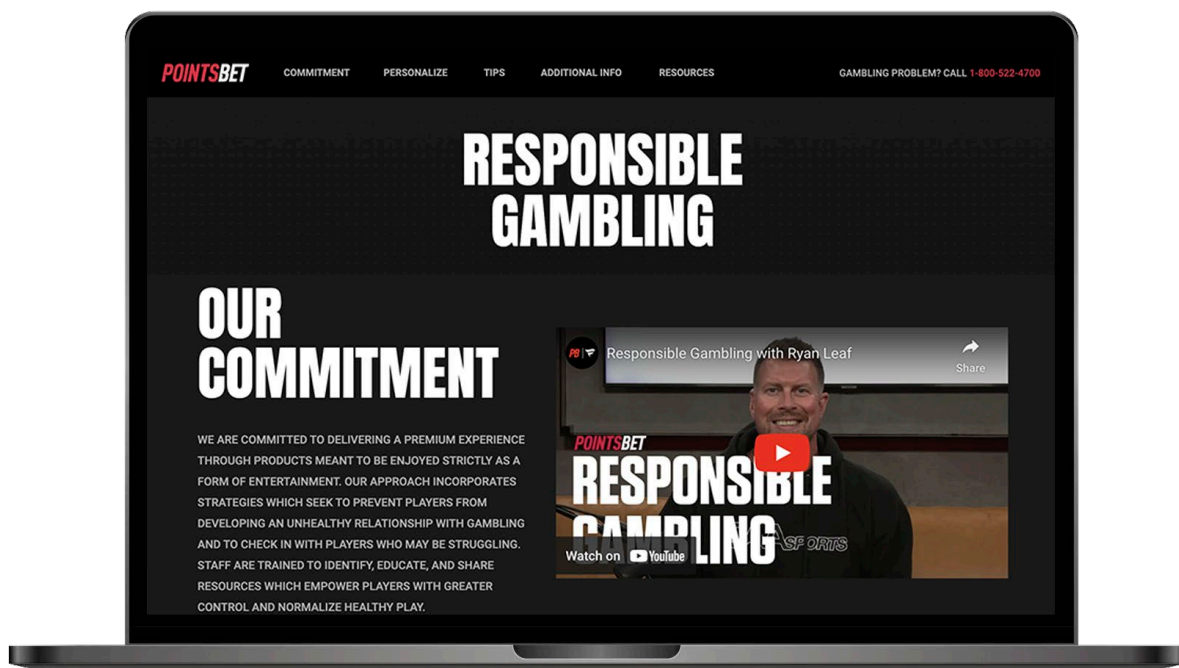 POINTSBET COMMITMENT PERSONALIZE TIPS ADDITIONAL INFO RESOURCES GAMBLING PROBLEM? CALL 1-800-522-4700
RESPONSIBLE
GAMBLING
OUR
COMMITMENT
WE ARE COMMITTED TO DELIVERING A PREMIUM EXPERIENCE
THROUGH PRODUCTS MEANT TO BE ENJOYED STRICTLY AS A
FORM OF ENTERTAINMENT. OUR APPROACH INCORPORATES
STRATEGIES WHICH SEEK TO PREVENT PLAYERS FROM
DEVELOPING AN UNHEALTHY RELATIONSHIP WITH GAMBLING
AND TO CHECK IN WITH PLAYERS WHO MAY BE STRUGGLING.
STAFF ARE TRAINED TO IDENTIFY, EDUCATE, AND SHARE
RESOURCES WHICH EMPOWER PLAYERS WITH GREATER
CONTROL AND NORMALIZE HEALTHY PLAY.
PB Responsible Gambling with Ryan Leaf
Share
POINTSBET
RESPONSIBLE
GAMBLING
SPORTS
Watch on YouTube